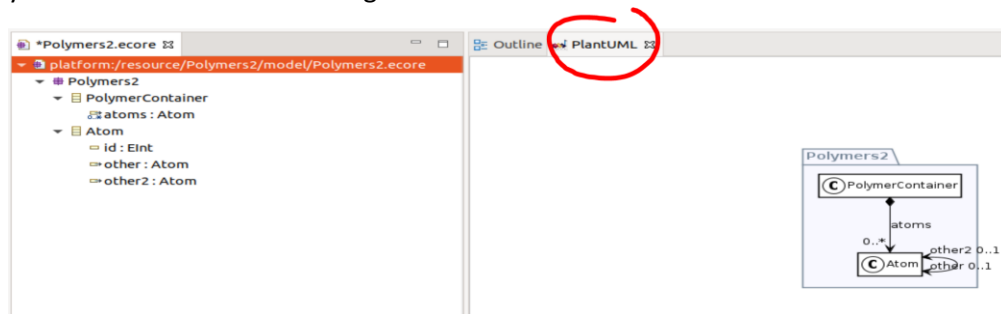 *Polymers2.ecore
Outline
PlantUML
platform:/resource/Polymers2/model/Polymers2.ecore
Polymers2
PolymerContainer
atoms : Atom
Atom
id : EInt
other : Atom
other2 : Atom
Polymers2
C PolymerContainer
atoms
0..*
other2 0..1
C Atom
other 0..1